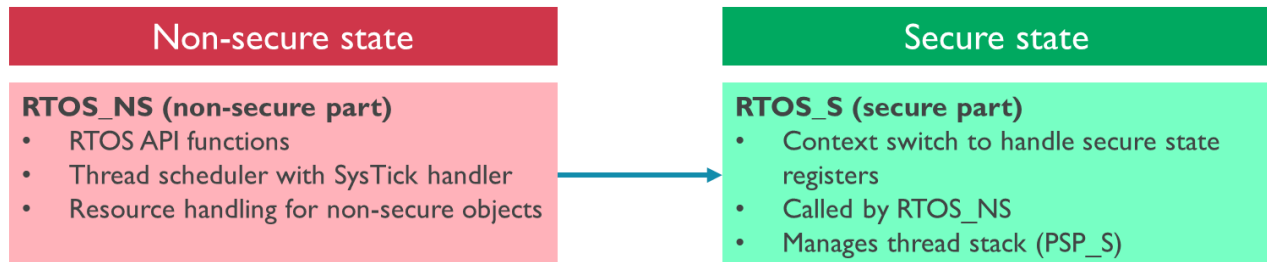 Non-secure state
RTOS_NS (non-secure part)
• RTOS API functions
• Thread scheduler with SysTick handler
• Resource handling for non-secure objects
Secure state
RTOS_S (secure part)
• Context switch to handle secure state
registers
• Called by RTOS_NS
• Manages thread stack (PSP_S)